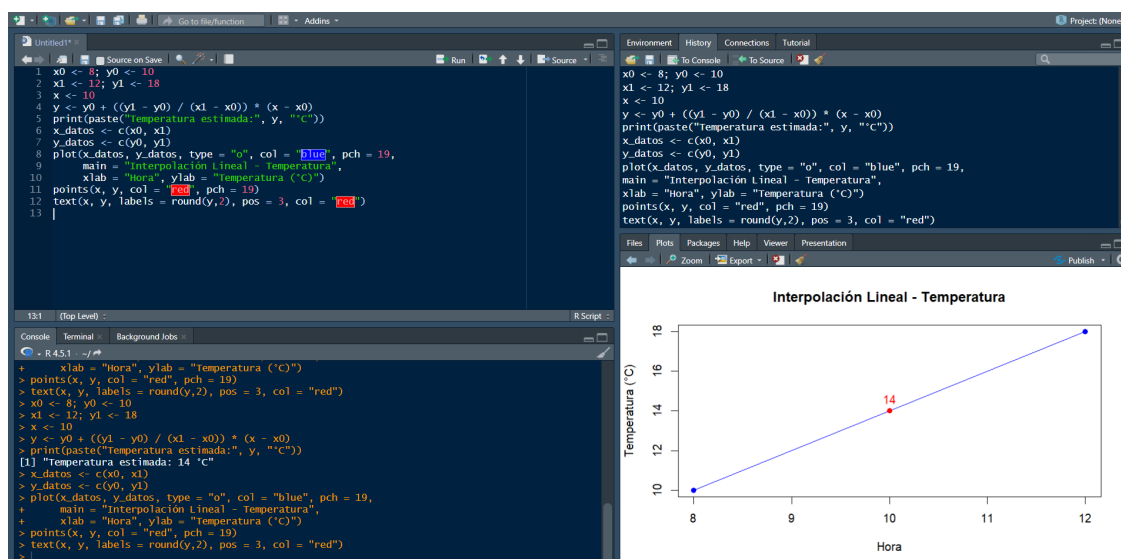 Go to file/function
Addins
Project: (None
Untitled1*
Source on Save
Run
Source
1 x0 <- 8; y0 <- 10
2 x1 <- 12; y1 <- 18
3 x <- 10
4 y <- y0 + ((y1 - y0) / (x1 - x0)) * (x - x0)
5 print(paste("Temperatura estimada:", y, "°C"))
6 x_datos <- c(x0, x1)
7 y_datos <- c(y0, y1)
8 plot(x_datos, y_datos, type = "o", col = "blue", pch = 19,
9 main = "Interpolación Lineal - Temperatura",
10 xlab = "Hora", ylab = "Temperatura (°C)")
11 points(x, y, col = "red", pch = 19)
12 text(x, y, labels = round(y,2), pos = 3, col = "red")
13
13:1 (Top Level) R Script
Console Terminal Background Jobs
R 4.5.1 · ~/
+ xlab = "Hora", ylab = "Temperatura (°C)")
> points(x, y, col = "red", pch = 19)
> text(x, y, labels = round(y,2), pos = 3, col = "red")
> x0 <- 8; y0 <- 10
> x1 <- 12; y1 <- 18
> x <- 10
> y <- y0 + ((y1 - y0) / (x1 - x0)) * (x - x0)
> print(paste("Temperatura estimada:", y, "°C"))
[1] "Temperatura estimada: 14 °C"
> x_datos <- c(x0, x1)
> y_datos <- c(y0, y1)
> plot(x_datos, y_datos, type = "o", col = "blue", pch = 19,
+ main = "Interpolación Lineal - Temperatura",
+ xlab = "Hora", ylab = "Temperatura (°C)")
> points(x, y, col = "red", pch = 19)
> text(x, y, labels = round(y,2), pos = 3, col = "red")
>
Environment History Connections Tutorial
To Console To Source
x0 <- 8; y0 <- 10
x1 <- 12; y1 <- 18
x <- 10
y <- y0 + ((y1 - y0) / (x1 - x0)) * (x - x0)
print(paste("Temperatura estimada:", y, "°C"))
x_datos <- c(x0, x1)
y_datos <- c(y0, y1)
plot(x_datos, y_datos, type = "o", col = "blue", pch = 19,
main = "Interpolación Lineal - Temperatura",
xlab = "Hora", ylab = "Temperatura (°C)")
points(x, y, col = "red", pch = 19)
text(x, y, labels = round(y,2), pos = 3, col = "red")
Files Plots Packages Help Viewer Presentation
Zoom Export Publish
Interpolación Lineal - Temperatura
Temperatura (°C)
18
16
14
12
10
14
8 9 10 11 12
Hora